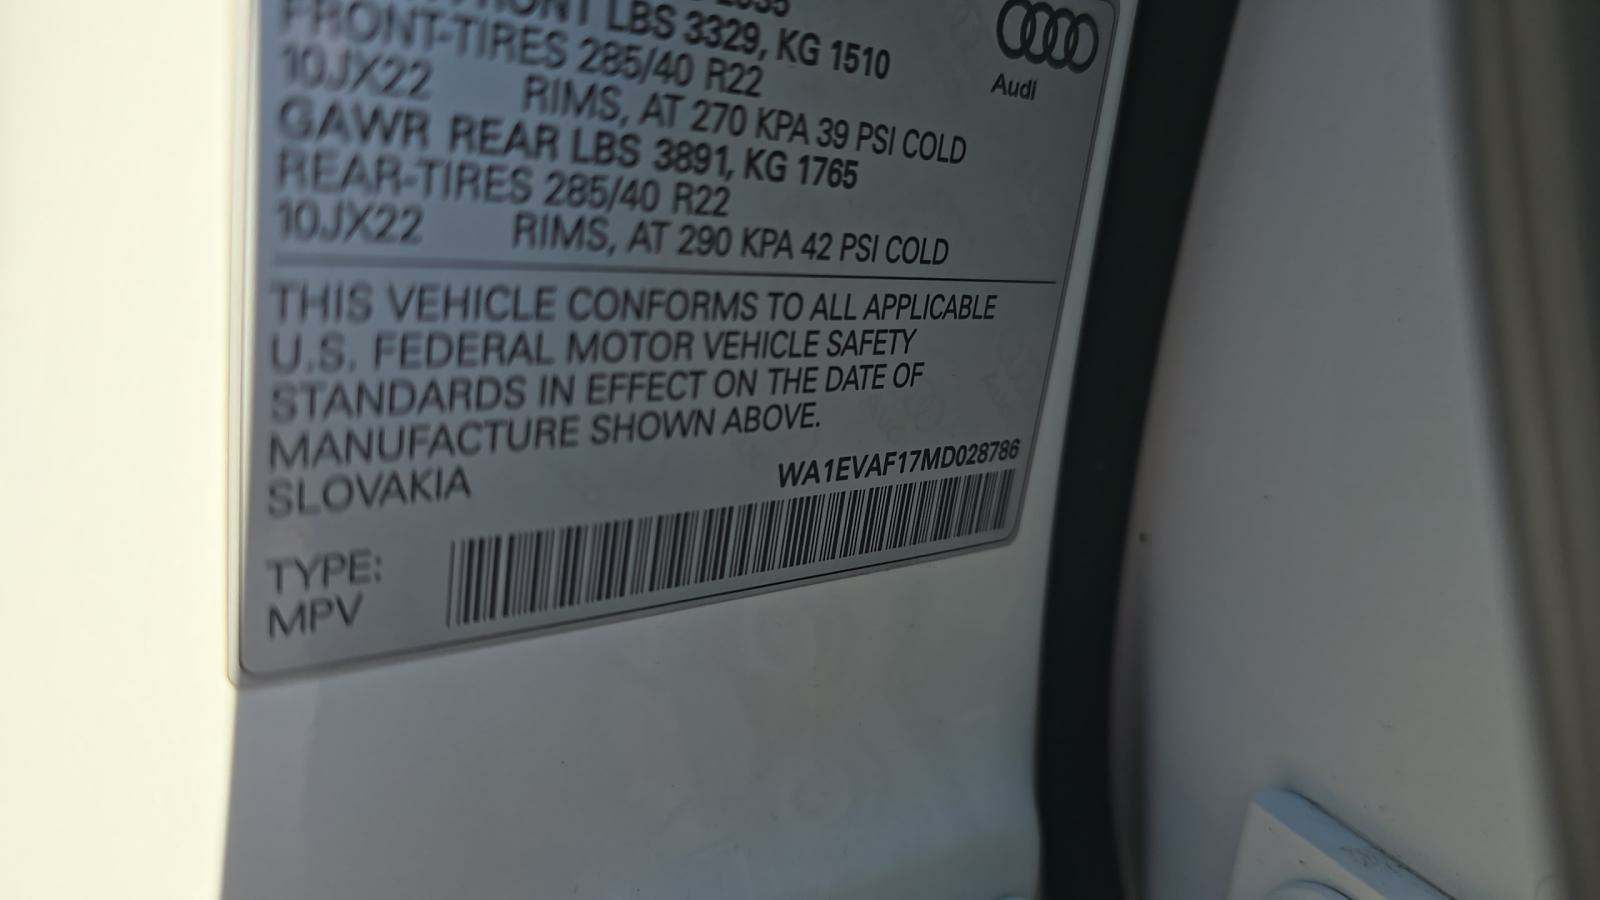 FRONT LBS 3329, KG 1510
FRONT-TIRES 285/40 R22
10JX22 RIMS, AT 270 KPA 39 PSI COLD
GAWR REAR LBS 3891, KG 1765
REAR-TIRES 285/40 R22
10JX22 RIMS, AT 290 KPA 42 PSI COLD
Audi
THIS VEHICLE CONFORMS TO ALL APPLICABLE
U.S. FEDERAL MOTOR VEHICLE SAFETY
STANDARDS IN EFFECT ON THE DATE OF
MANUFACTURE SHOWN ABOVE.
SLOVAKIA
WA1EVAF17MD028786
TYPE:
MPV